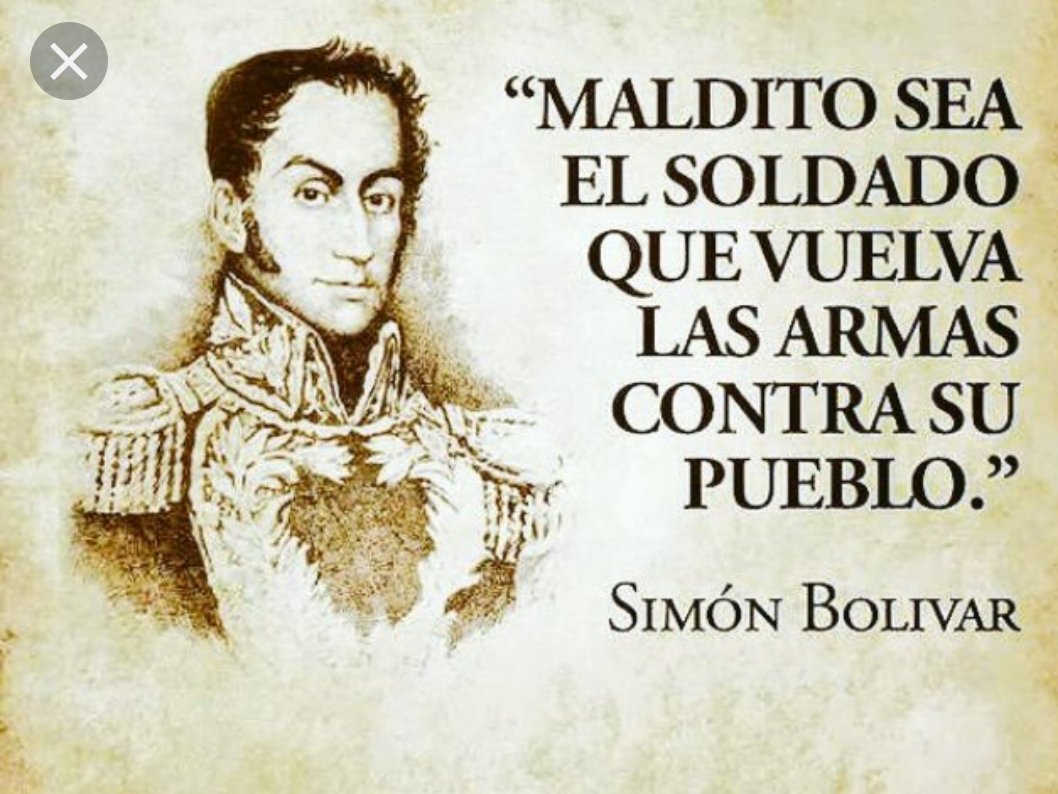 “MALDITO SEA
EL SOLDADO
QUE VUELVA
LAS ARMAS
CONTRA SU
PUEBLO.”
SIMÓN BOLIVAR